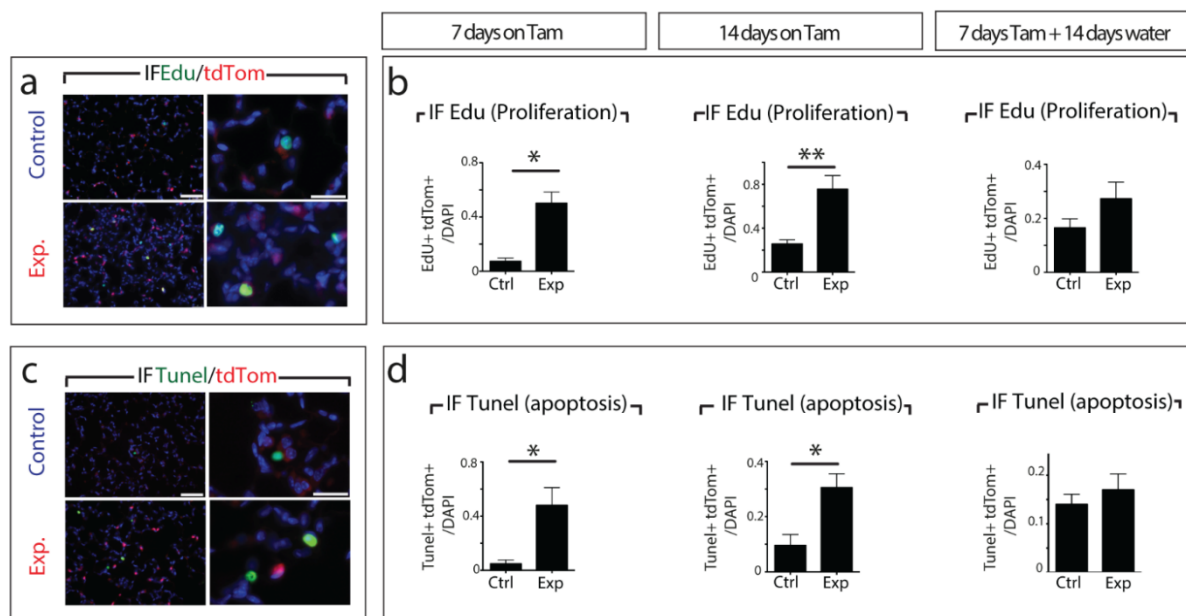 7 days on Tam
14 days on Tam
7 days Tam + 14 days water
a
IF Edu/tdTom
Control
Exp.
b
IF Edu (Proliferation)
EdU+ tdTom+
/DAPI
0.8
0.4
0
*
Ctrl
Exp
IF Edu (Proliferation)
EdU+ tdTom+
/DAPI
0.8
0.4
0
**
Ctrl
Exp
IF Edu (Proliferation)
EdU+ tdTom+
/DAPI
0.4
0.2
0
Ctrl
Exp
c
IF Tunel/tdTom
Control
Exp.
d
IF Tunel (apoptosis)
Tunel+ tdTom+
/DAPI
0.8
0.4
0
*
Ctrl
Exp
IF Tunel (apoptosis)
Tunel+ tdTom+
/DAPI
0.4
0.2
0
*
Ctrl
Exp
IF Tunel (apoptosis)
Tunel+ tdTom+
/DAPI
0.2
0.1
0
Ctrl
Exp